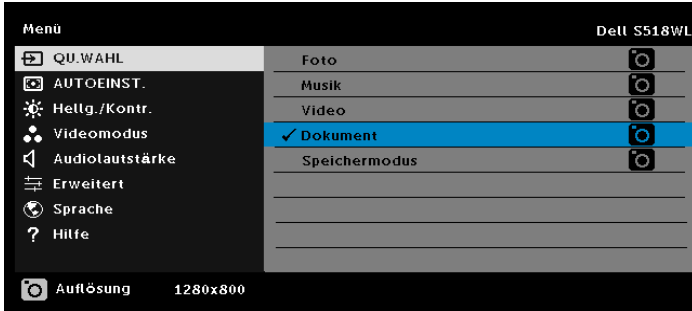 Menü Dell S518WL
QU.WAHL
AUTOEINST.
Hellg./Kontr.
Videomodus
Audiolautstärke
Erweitert
Sprache
? Hilfe
Foto
Musik
Video
✓ Dokument
Speichermodus
Auflösung 1280x800